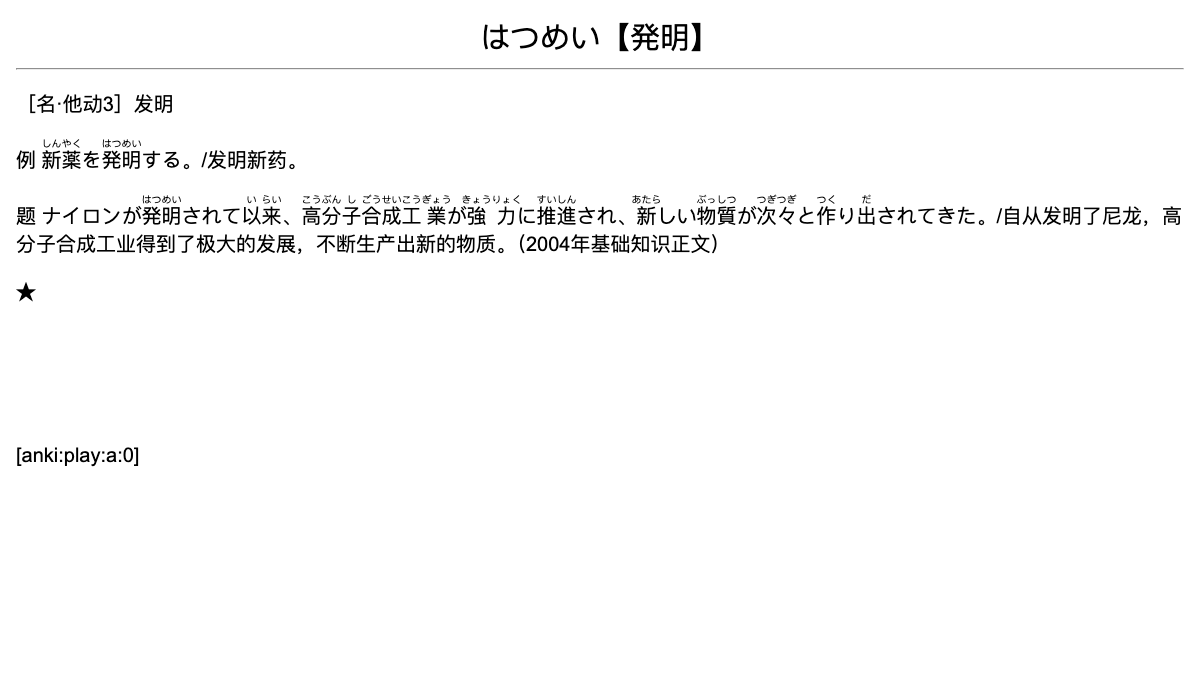 はつめい【発明】
［名·他动3］发明
しんやく はつめい
例 新薬を発明する。/发明新药。
はつめい い らい こうぶん し ごうせいこうぎょう きょうりょく すいしん あたら ぶっしつ つぎつぎ つく だ
题 ナイロンが発明されて以来、高分子合成工業が強力に推進され、新しい物質が次々と作り出されてきた。/自从发明了尼龙，高
分子合成工业得到了极大的发展，不断生产出新的物质。（2004年基础知识正文）
★
[anki:play:a:0]